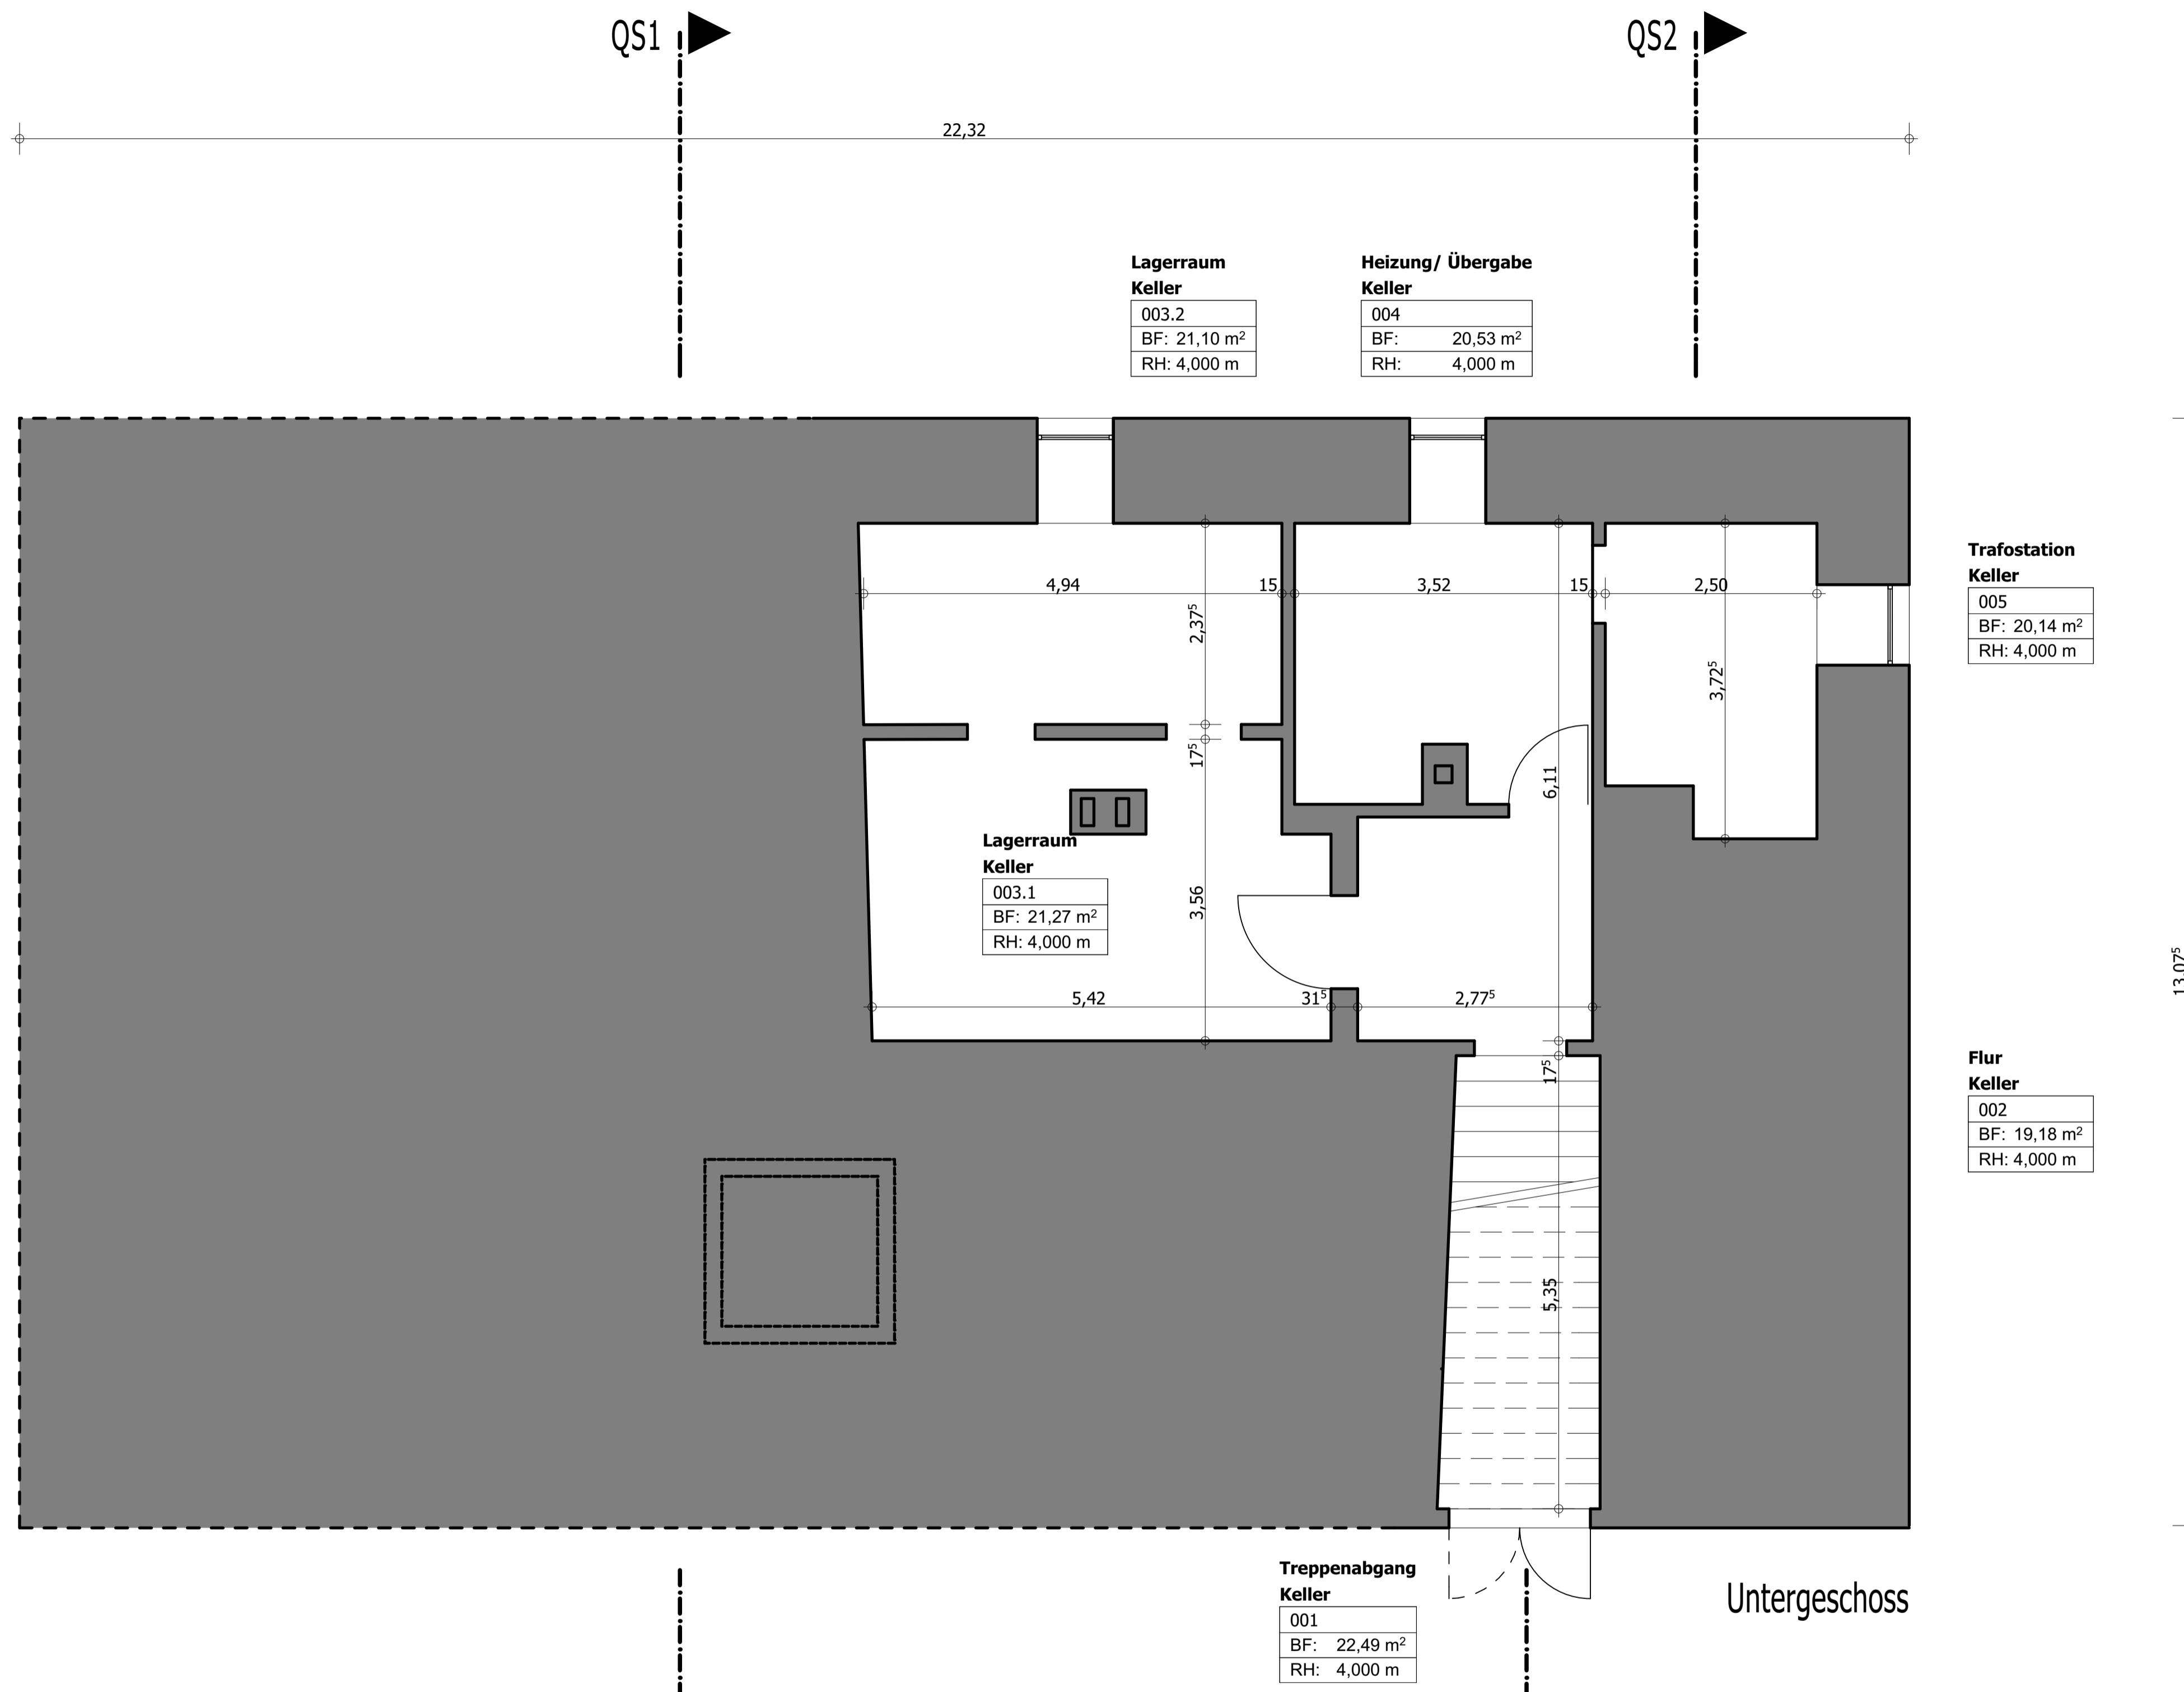 QS1
QS2
22,32
Lagerraum
Keller
003.2
BF: 21,10 m²
RH: 4,000 m
Heizung/ Übergabe
Keller
004
BF: 20,53 m²
RH: 4,000 m
Trafostation
Keller
005
BF: 20,14 m²
RH: 4,000 m
4,94
15
3,52
15
2,50
2,37⁵
3,72⁵
17⁵
6,11
Lagerraum
Keller
003.1
BF: 21,27 m²
RH: 4,000 m
3,56
13,07⁵
5,42
31⁵
2,77⁵
17⁵
Flur
Keller
002
BF: 19,18 m²
RH: 4,000 m
5,35
Treppenabgang
Keller
001
BF: 22,49 m²
RH: 4,000 m
Untergeschoss